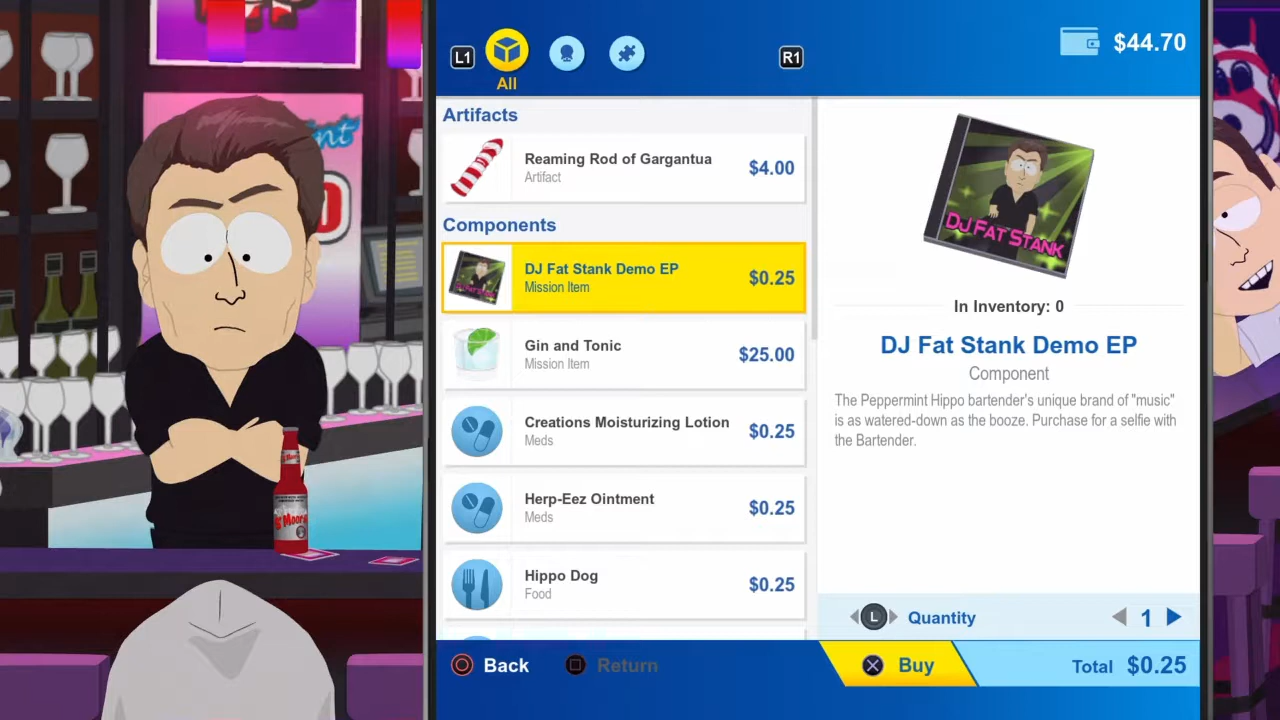 L1
R1
All
$44.70
Artifacts
Reaming Rod of Gargantua
Artifact
$4.00
Components
DJ Fat Stank Demo EP
Mission Item
$0.25
Gin and Tonic
Mission Item
$25.00
Creations Moisturizing Lotion
Meds
$0.25
Herp-Eez Ointment
Meds
$0.25
Hippo Dog
Food
$0.25
DJ FAT STANK
In Inventory: 0
DJ Fat Stank Demo EP
Component
The Peppermint Hippo bartender's unique brand of "music"
is as watered-down as the booze. Purchase for a selfie with
the Bartender.
L
Quantity
1
Back
Return
Buy
Total $0.25